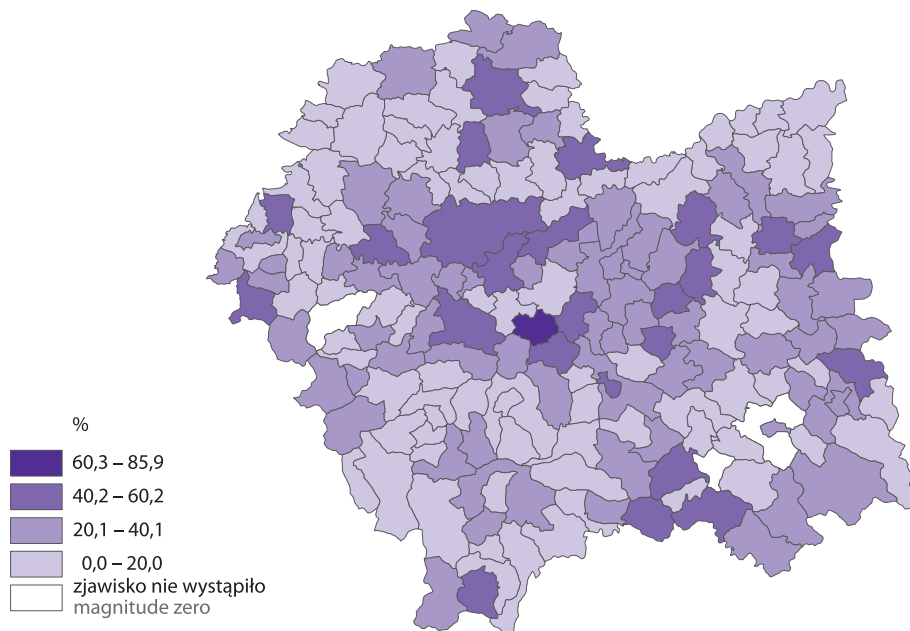 %
60,3 – 85,9
40,2 – 60,2
20,1 – 40,1
0,0 – 20,0
zjawisko nie wystąpiło
magnitude zero